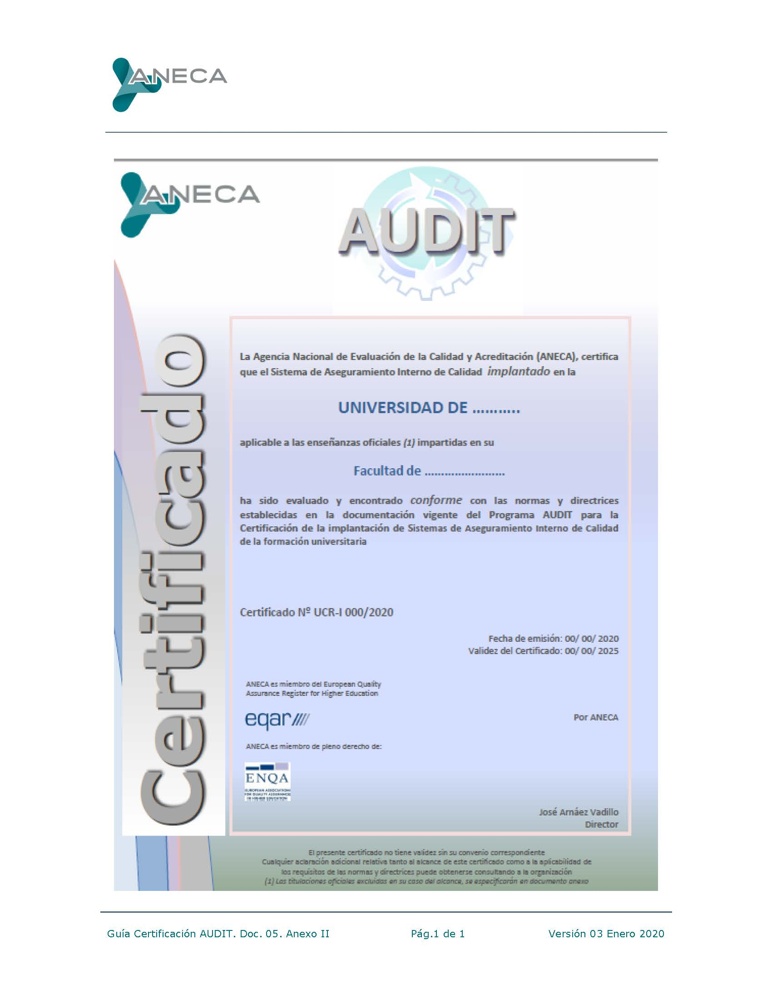 ANECA
ANECA
AUDIT
Certificado
La Agencia Nacional de Evaluación de la Calidad y Acreditación (ANECA), certifica
que el Sistema de Aseguramiento Interno de Calidad implantado en la
UNIVERSIDAD DE ...........
aplicable a las enseñanzas oficiales (1) impartidas en su
Facultad de ........................
ha sido evaluado y encontrado conforme con las normas y directrices
establecidas en la documentación vigente del Programa AUDIT para la
Certificación de la implantación de Sistemas de Aseguramiento Interno de Calidad
de la formación universitaria
Certificado Nº UCR-I 000/2020
Fecha de emisión: 00/ 00/ 2020
Validez del Certificado: 00/ 00/ 2025
ANECA es miembro del European Quality
Assurance Register for Higher Education
eqar////
Por ANECA
ANECA es miembro de pleno derecho de:
ENQA
EUROPEAN ASSOCIATION
FOR QUALITY ASSURANCE
IN HIGHER EDUCATION
José Arnáez Vadillo
Director
El presente certificado no tiene validez sin su convenio correspondiente
Cualquier aclaración adicional relativa tanto al alcance de este certificado como a la aplicabilidad de
los requisitos de las normas y directrices puede obtenerse consultando a la organización
(1) Las titulaciones oficiales excluidas en su caso del alcance, se especificarán en documento anexo
Guía Certificación AUDIT. Doc. 05. Anexo II Pág.1 de 1 Versión 03 Enero 2020